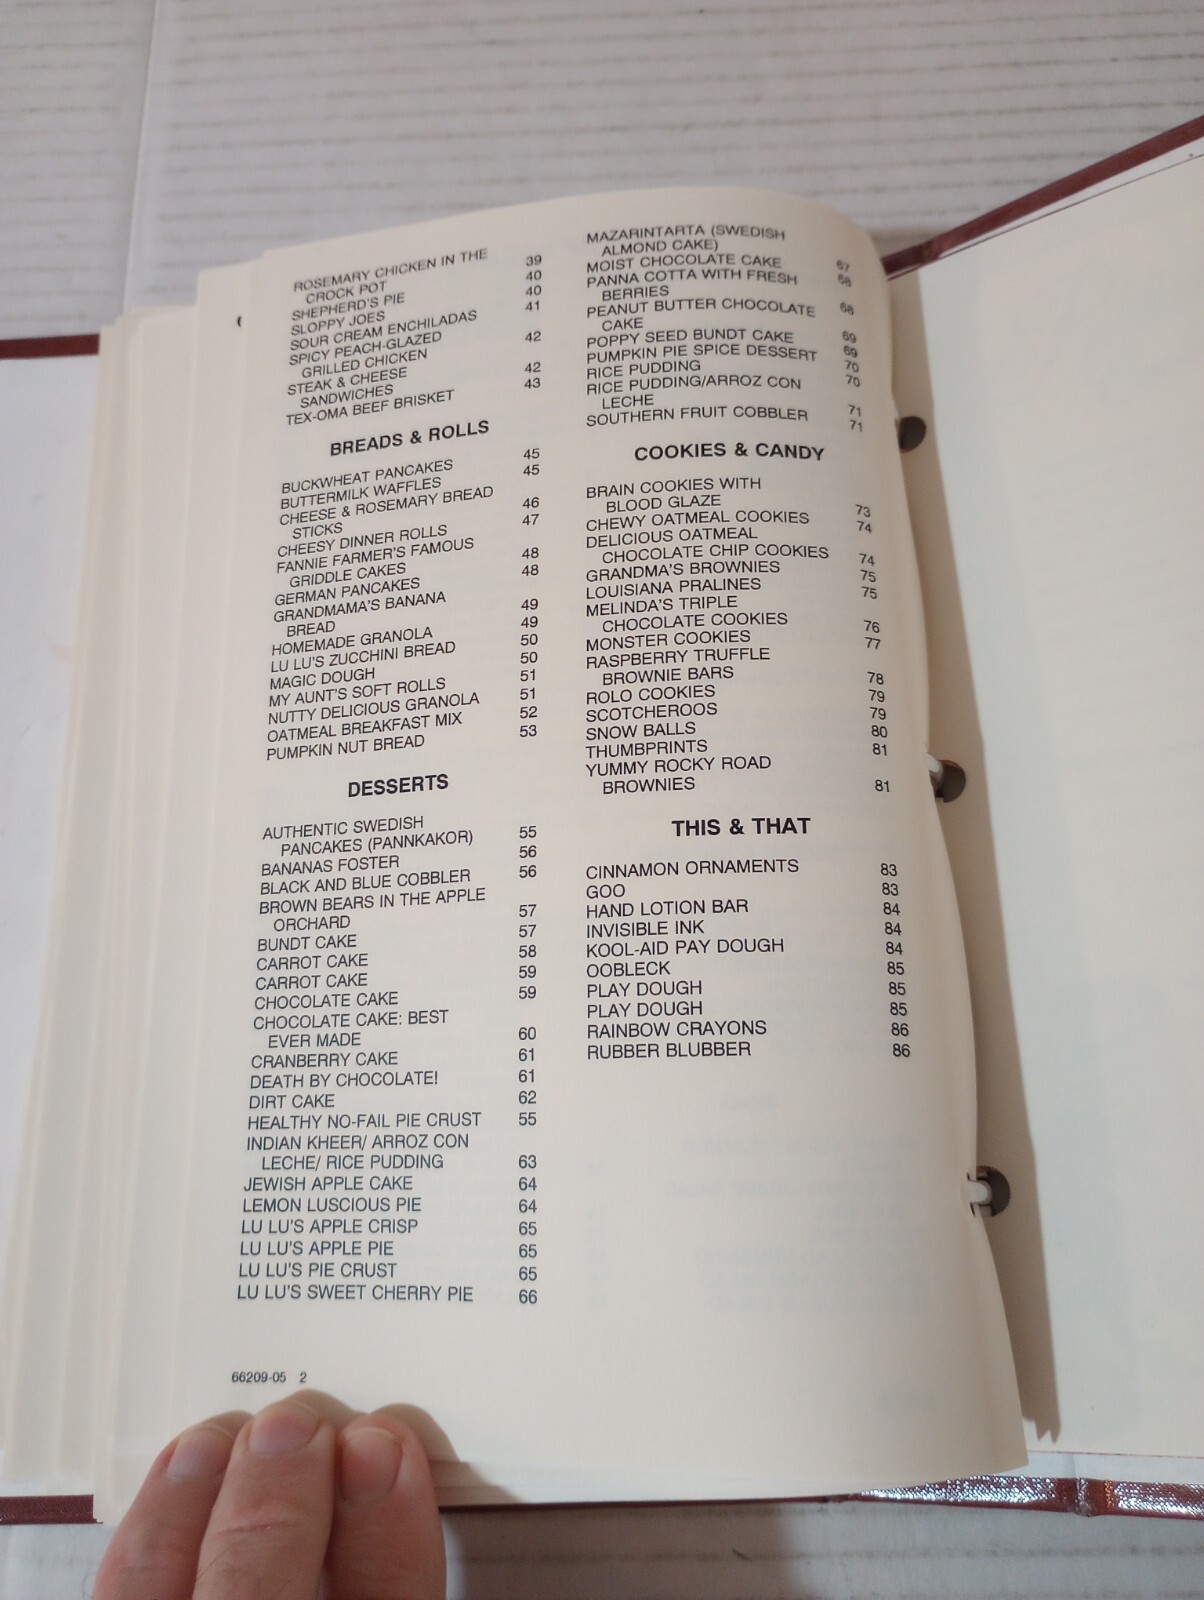 ROSEMARY CHICKEN IN THE
CROCK POT 39
SHEPHERD'S PIE 40
SLOPPY JOES 40
SOUR CREAM ENCHILADAS 41
SPICY PEACH-GLAZED
GRILLED CHICKEN 42
STEAK & CHEESE
SANDWICHES 42
TEX-OMA BEEF BRISKET 43
BREADS & ROLLS
BUCKWHEAT PANCAKES 45
BUTTERMILK WAFFLES 45
CHEESE & ROSEMARY BREAD
STICKS 46
CHEESY DINNER ROLLS 47
FANNIE FARMER'S FAMOUS
GRIDDLE CAKES 48
GERMAN PANCAKES 48
GRANDMAMA'S BANANA
BREAD 49
HOMEMADE GRANOLA 49
LU LU'S ZUCCHINI BREAD 50
MAGIC DOUGH 50
MY AUNT'S SOFT ROLLS 51
NUTTY DELICIOUS GRANOLA 51
OATMEAL BREAKFAST MIX 52
PUMPKIN NUT BREAD 53
DESSERTS
AUTHENTIC SWEDISH
PANCAKES (PANNKAKOR) 55
BANANAS FOSTER 56
BLACK AND BLUE COBBLER 56
BROWN BEARS IN THE APPLE
ORCHARD 57
BUNDT CAKE 57
CARROT CAKE 58
CARROT CAKE 59
CHOCOLATE CAKE 59
CHOCOLATE CAKE: BEST
EVER MADE 60
CRANBERRY CAKE 61
DEATH BY CHOCOLATE! 61
DIRT CAKE 62
HEALTHY NO-FAIL PIE CRUST 55
INDIAN KHEER/ ARROZ CON
LECHE/ RICE PUDDING 63
JEWISH APPLE CAKE 64
LEMON LUSCIOUS PIE 64
LU LU'S APPLE CRISP 65
LU LU'S APPLE PIE 65
LU LU'S PIE CRUST 65
LU LU'S SWEET CHERRY PIE 66
MAZARINTARTA (SWEDISH
ALMOND CAKE) 67
MOIST CHOCOLATE CAKE 68
PANNA COTTA WITH FRESH
BERRIES 68
PEANUT BUTTER CHOCOLATE
CAKE 69
POPPY SEED BUNDT CAKE 69
PUMPKIN PIE SPICE DESSERT 70
RICE PUDDING 70
RICE PUDDING/ARROZ CON
LECHE 71
SOUTHERN FRUIT COBBLER 71
COOKIES & CANDY
BRAIN COOKIES WITH
BLOOD GLAZE 73
CHEWY OATMEAL COOKIES 74
DELICIOUS OATMEAL
CHOCOLATE CHIP COOKIES 74
GRANDMA'S BROWNIES 75
LOUISIANA PRALINES 75
MELINDA'S TRIPLE
CHOCOLATE COOKIES 76
MONSTER COOKIES 77
RASPBERRY TRUFFLE
BROWNIE BARS 78
ROLO COOKIES 79
SCOTCHEROOS 79
SNOW BALLS 80
THUMBPRINTS 81
YUMMY ROCKY ROAD
BROWNIES 81
THIS & THAT
CINNAMON ORNAMENTS 83
GOO 83
HAND LOTION BAR 84
INVISIBLE INK 84
KOOL-AID PAY DOUGH 84
OOBLECK 85
PLAY DOUGH 85
PLAY DOUGH 85
RAINBOW CRAYONS 86
RUBBER BLUBBER 86
66209-05 2